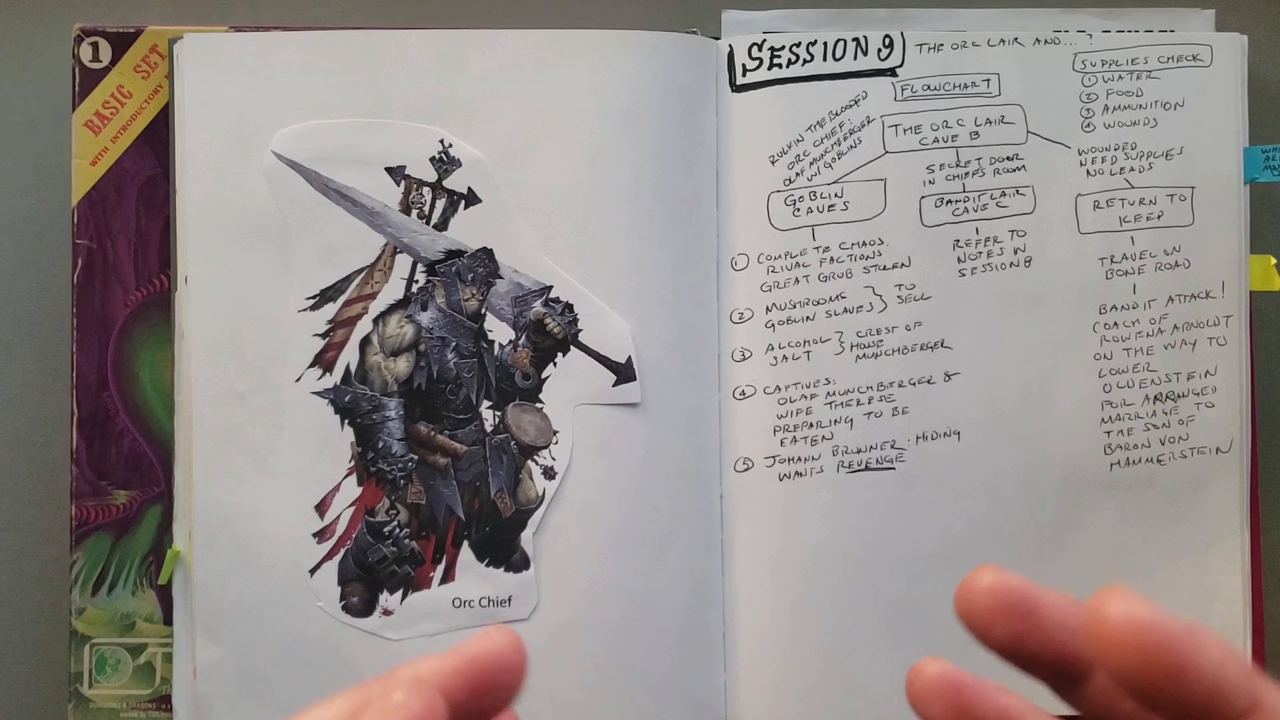 1
BASIC SET
WITH INTRODUCTORY
DUNGEONS & DRAGONS
Orc Chief
SESSION 9
THE ORC LAIR AND...?
SUPPLIES CHECK
① WATER
② FOOD
③ AMMUNITION
④ WOUNDS
FLOWCHART
THE ORC LAIR
CAVE B
RULKIN THE BLOODED
ORC CHIEF:
OLAF MUNCHBERGER
W/ GOBLINS
SECRET DOOR
IN CHIEF'S ROOM
WOUNDED
NEED SUPPLIES
NO LEADS
GOBLIN
CAVES
BANDIT LAIR
CAVE C
RETURN TO
KEEP
① COMPLETE CHAOS.
RIVAL FACTIONS
GREAT GRUB STOLEN
② MUSHROOMS
GOBLIN SLAVES } TO
SELL
③ ALCOHOL
SALT } CREST OF
HOUSE
MUNCHBERGER
④ CAPTIVES:
OLAF MUNCHBERGER &
WIFE THERESE
PREPARING TO BE
EATEN
⑤ JOHANN BRUNNER: HIDING
WANTS REVENGE
REFER TO
NOTES IN
SESSION 8
TRAVEL ON
BONE ROAD
BANDIT ATTACK!
COACH OF
ROWENA ARNOLDT
ON THE WAY TO
LOWER
OLDENSTEIN
FOR ARRANGED
MARRIAGE TO
THE SON OF
BARON VON
HAMMERSTEIN